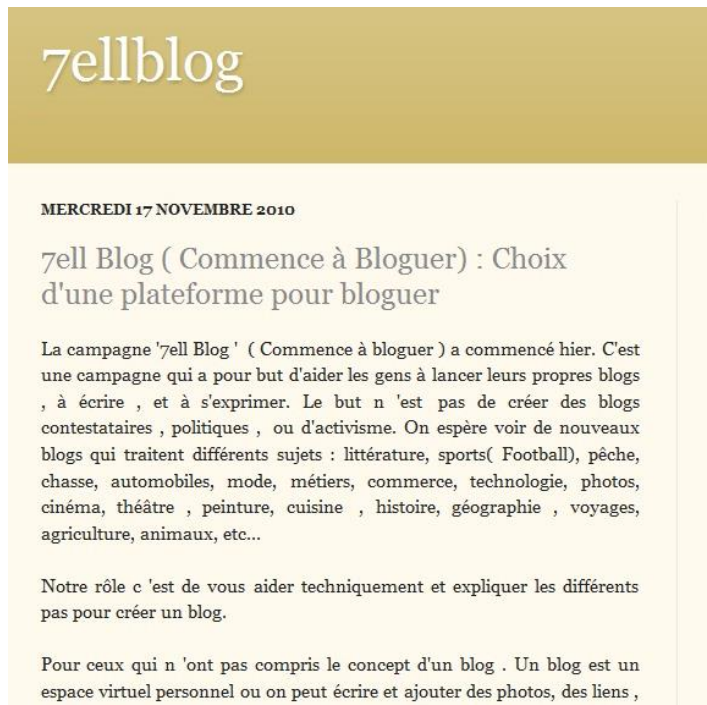 7ellblog
MERCREDI 17 NOVEMBRE 2010
7ell Blog ( Commence à Bloguer) : Choix
d'une plateforme pour bloguer
La campagne '7ell Blog ' ( Commence à bloguer ) a commencé hier. C'est
une campagne qui a pour but d'aider les gens à lancer leurs propres blogs
, à écrire , et à s'exprimer. Le but n 'est pas de créer des blogs
contestataires , politiques , ou d'activisme. On espère voir de nouveaux
blogs qui traitent différents sujets : littérature, sports( Football), pêche,
chasse, automobiles, mode, métiers, commerce, technologie, photos,
cinéma, théâtre , peinture, cuisine , histoire, géographie , voyages,
agriculture, animaux, etc...
Notre rôle c 'est de vous aider techniquement et expliquer les différents
pas pour créer un blog.
Pour ceux qui n 'ont pas compris le concept d'un blog . Un blog est un
espace virtuel personnel ou on peut écrire et ajouter des photos, des liens ,